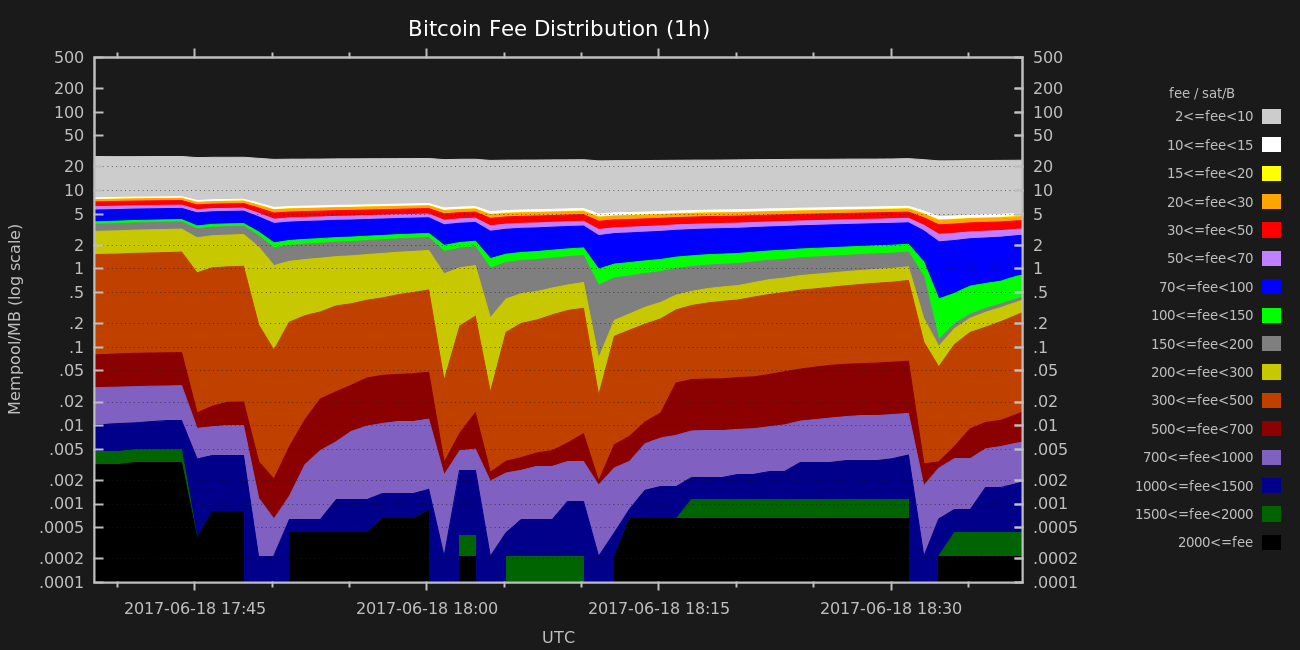 Bitcoin Fee Distribution (1h)
Mempool/MB (log scale)
500
200
100
50
20
10
5
2
1
.5
.2
.1
.05
.02
.01
.005
.002
.001
.0005
.0002
.0001
500
200
100
50
20
10
5
2
1
.5
.2
.1
.05
.02
.01
.005
.002
.001
.0005
.0002
.0001
2017-06-18 17:45
2017-06-18 18:00
2017-06-18 18:15
2017-06-18 18:30
UTC
fee / sat/B
2<=fee<10
10<=fee<15
15<=fee<20
20<=fee<30
30<=fee<50
50<=fee<70
70<=fee<100
100<=fee<150
150<=fee<200
200<=fee<300
300<=fee<500
500<=fee<700
700<=fee<1000
1000<=fee<1500
1500<=fee<2000
2000<=fee